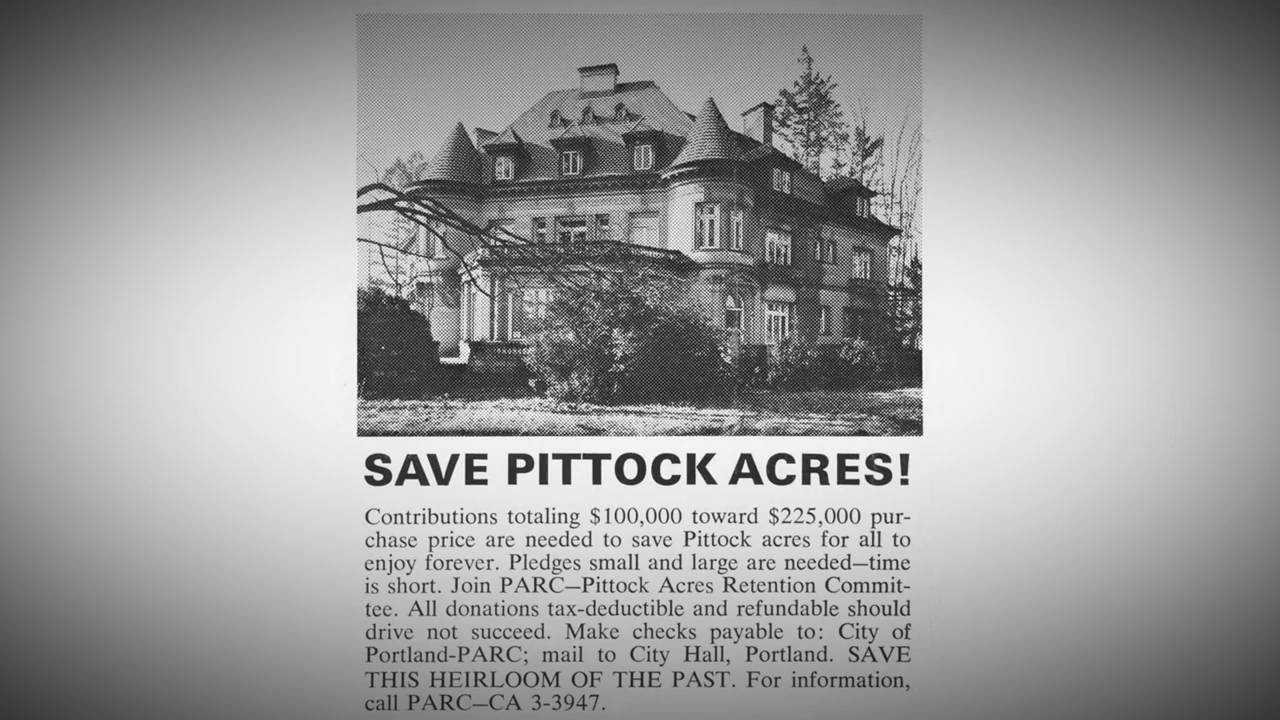 SAVE PITTOCK ACRES!
Contributions totaling $100,000 toward $225,000 pur-
chase price are needed to save Pittock acres for all to
enjoy forever. Pledges small and large are needed—time
is short. Join PARC—Pittock Acres Retention Commit-
tee. All donations tax-deductible and refundable should
drive not succeed. Make checks payable to: City of
Portland-PARC; mail to City Hall, Portland. SAVE
THIS HEIRLOOM OF THE PAST. For information,
call PARC—CA 3-3947.